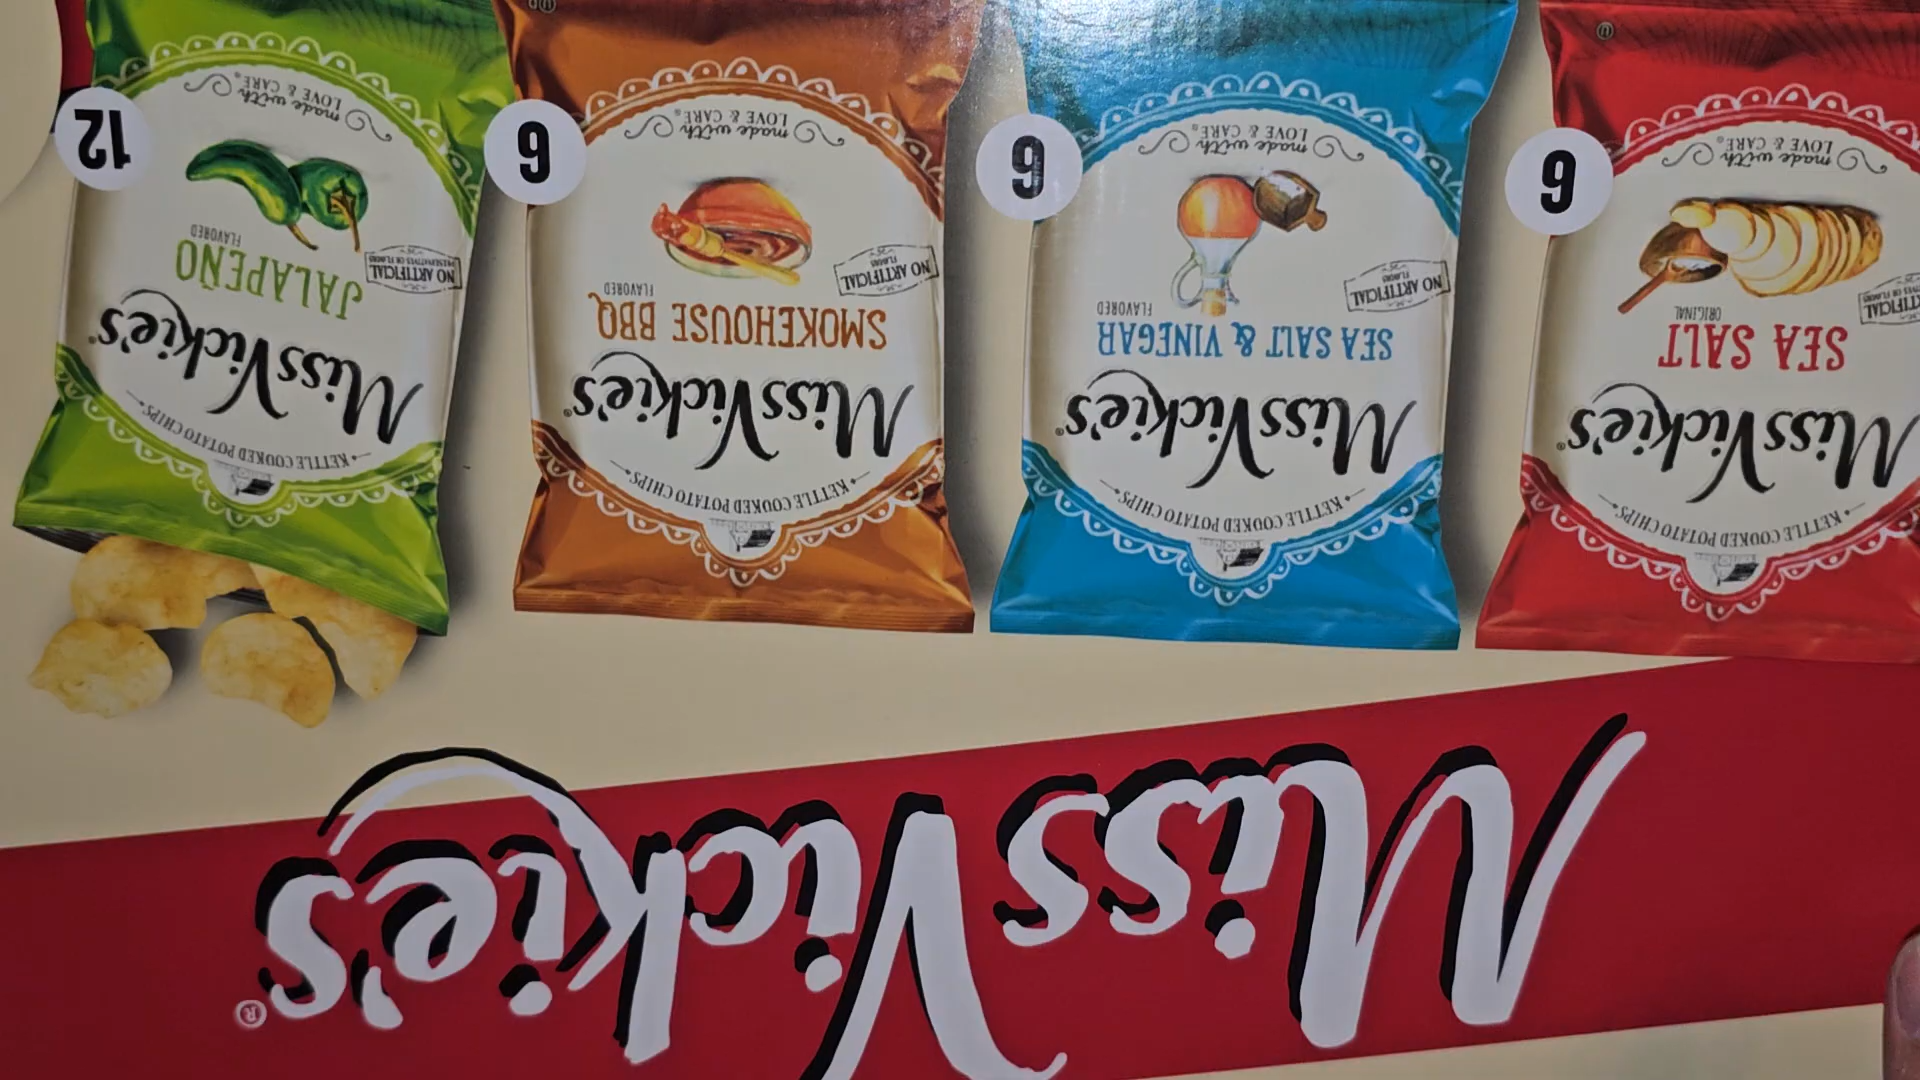 Miss Vickie's®
KETTLE COOKED POTATO CHIPS
Miss Vickie's®
SEA SALT
ORIGINAL
made with
LOVE & CARE®
6
KETTLE COOKED POTATO CHIPS
Miss Vickie's®
SEA SALT & VINEGAR
FLAVORED
NO ARTIFICIAL
FLAVORS
made with
LOVE & CARE®
6
KETTLE COOKED POTATO CHIPS
Miss Vickie's®
SMOKEHOUSE BBQ
FLAVORED
NO ARTIFICIAL
FLAVORS
made with
LOVE & CARE®
6
KETTLE COOKED POTATO CHIPS
Miss Vickie's®
JALAPEÑO
FLAVORED
NO ARTIFICIAL
PRESERVATIVES OR FLAVORS
made with
LOVE & CARE®
12